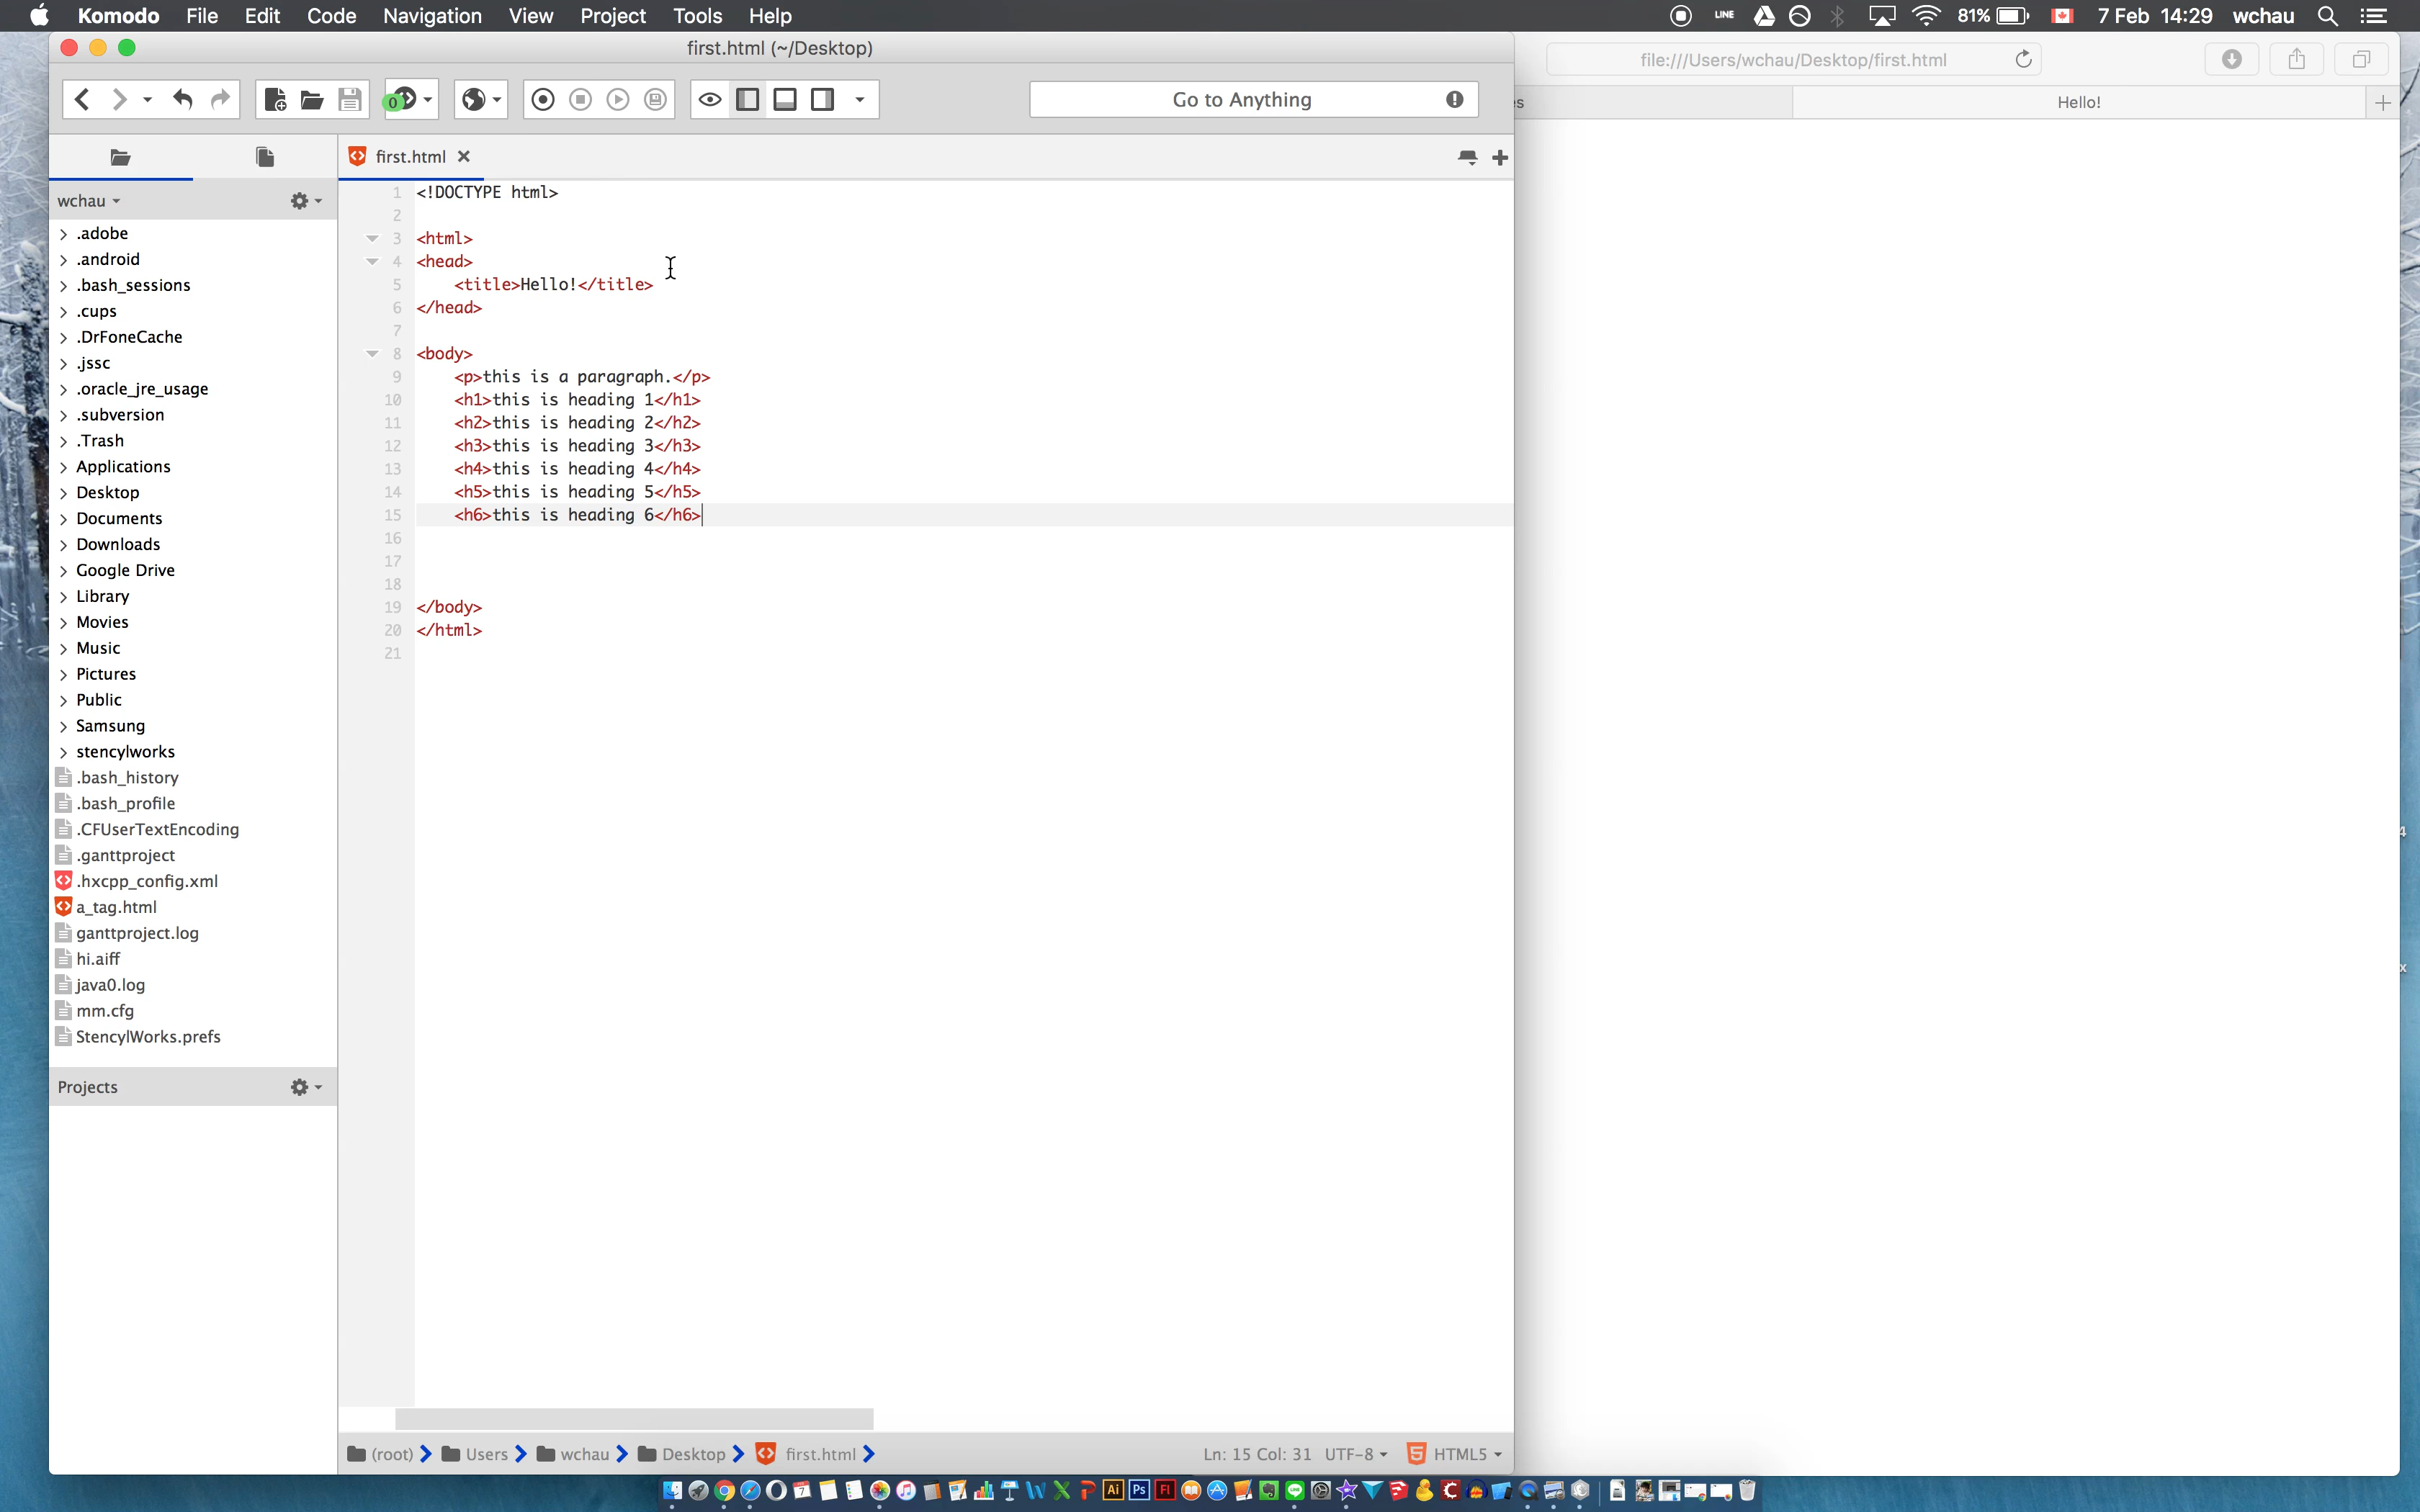 Komodo File Edit Code Navigation View Project Tools Help
LINE 81% 7 Feb 14:29 wchau
first.html (~/Desktop)
file:///Users/wchau/Desktop/first.html
0
Go to Anything
Hello!
first.html
wchau
.adobe
.android
.bash_sessions
.cups
.DrFoneCache
.jssc
.oracle_jre_usage
.subversion
.Trash
Applications
Desktop
Documents
Downloads
Google Drive
Library
Movies
Music
Pictures
Public
Samsung
stencylworks
.bash_history
.bash_profile
.CFUserTextEncoding
.ganttproject
.hxcpp_config.xml
a_tag.html
ganttproject.log
hi.aiff
java0.log
mm.cfg
StencylWorks.prefs
Projects
1 <!DOCTYPE html>
2
3 <html>
4 <head>
5 <title>Hello!</title>
6 </head>
7
8 <body>
9 <p>this is a paragraph.</p>
10 <h1>this is heading 1</h1>
11 <h2>this is heading 2</h2>
12 <h3>this is heading 3</h3>
13 <h4>this is heading 4</h4>
14 <h5>this is heading 5</h5>
15 <h6>this is heading 6</h6>
16
17
18
19 </body>
20 </html>
21
(root) Users wchau Desktop first.html
Ln: 15 Col: 31 UTF-8 HTML5
Ai Ps Fl